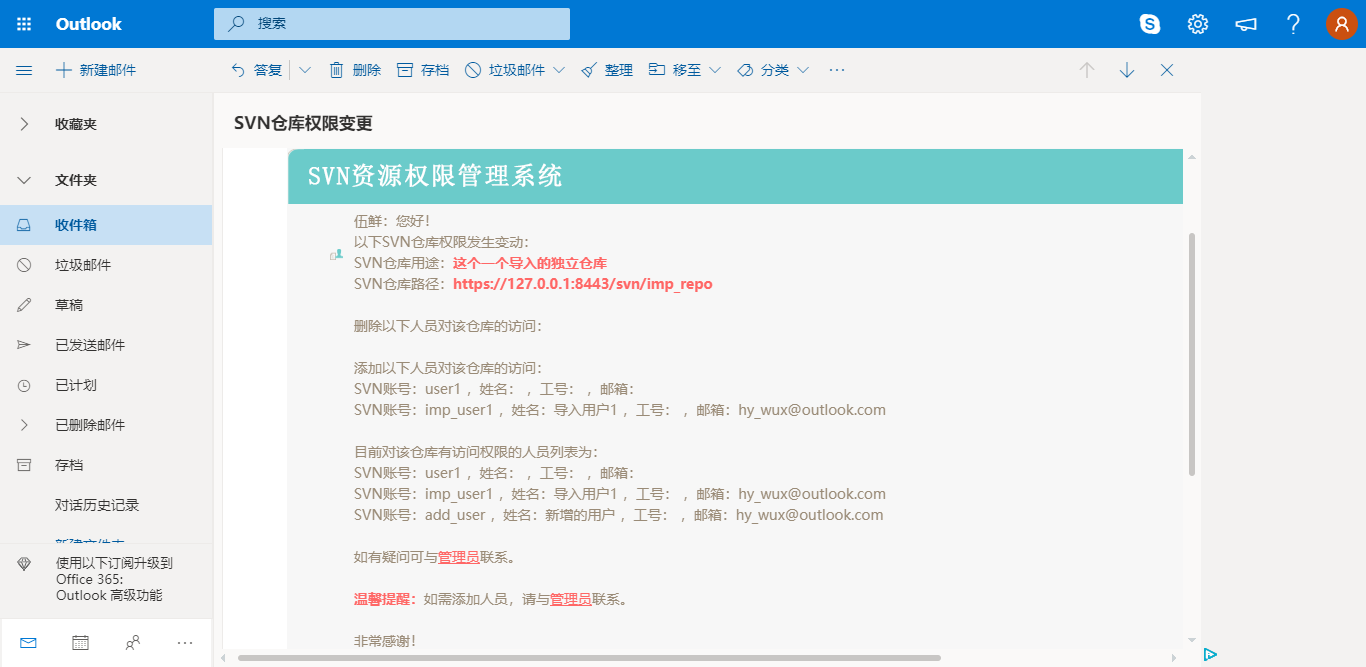 Outlook
搜索
新建邮件
答复
删除
存档
垃圾邮件
整理
移至
分类
收藏夹
文件夹
收件箱
垃圾邮件
草稿
已发送邮件
已计划
已删除邮件
存档
对话历史记录
新建文件夹
使用以下订阅升级到
Office 365:
Outlook 高级功能
SVN仓库权限变更
SVN资源权限管理系统
伍鲜：您好！
以下SVN仓库权限发生变动：
SVN仓库用途：这个一个导入的独立仓库
SVN仓库路径：https://127.0.0.1:8443/svn/imp_repo
删除以下人员对该仓库的访问：
添加以下人员对该仓库的访问：
SVN账号：user1 ，姓名： ，工号： ，邮箱：
SVN账号：imp_user1 ，姓名：导入用户1 ，工号： ，邮箱：hy_wux@outlook.com
目前对该仓库有访问权限的人员列表为：
SVN账号：user1 ，姓名： ，工号： ，邮箱：
SVN账号：imp_user1 ，姓名：导入用户1 ，工号： ，邮箱：hy_wux@outlook.com
SVN账号：add_user ，姓名：新增的用户 ，工号： ，邮箱：hy_wux@outlook.com
如有疑问可与管理员联系。
温馨提醒：如需添加人员，请与管理员联系。
非常感谢！